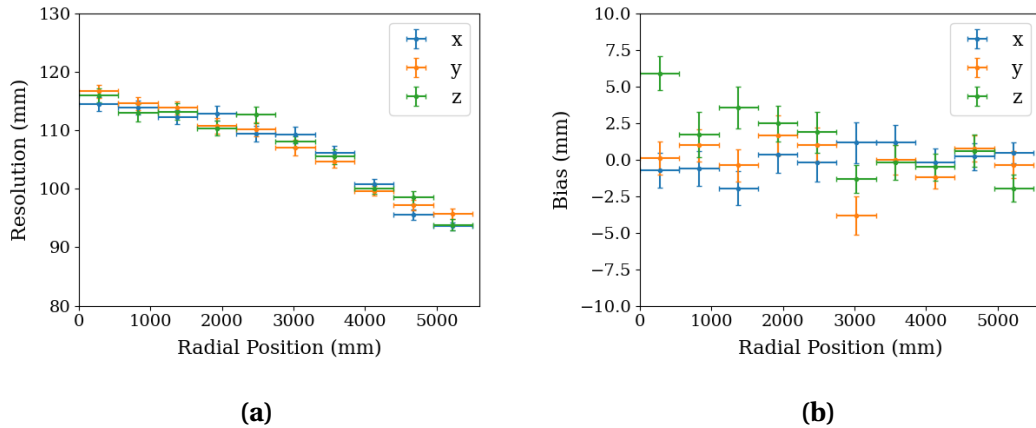 130
120
110
100
90
80
Resolution (mm)
x
y
z
0 1000 2000 3000 4000 5000
Radial Position (mm)
(a)
10.0
7.5
5.0
2.5
0.0
−2.5
−5.0
−7.5
−10.0
Bias (mm)
x
y
z
0 1000 2000 3000 4000 5000
Radial Position (mm)
(b)